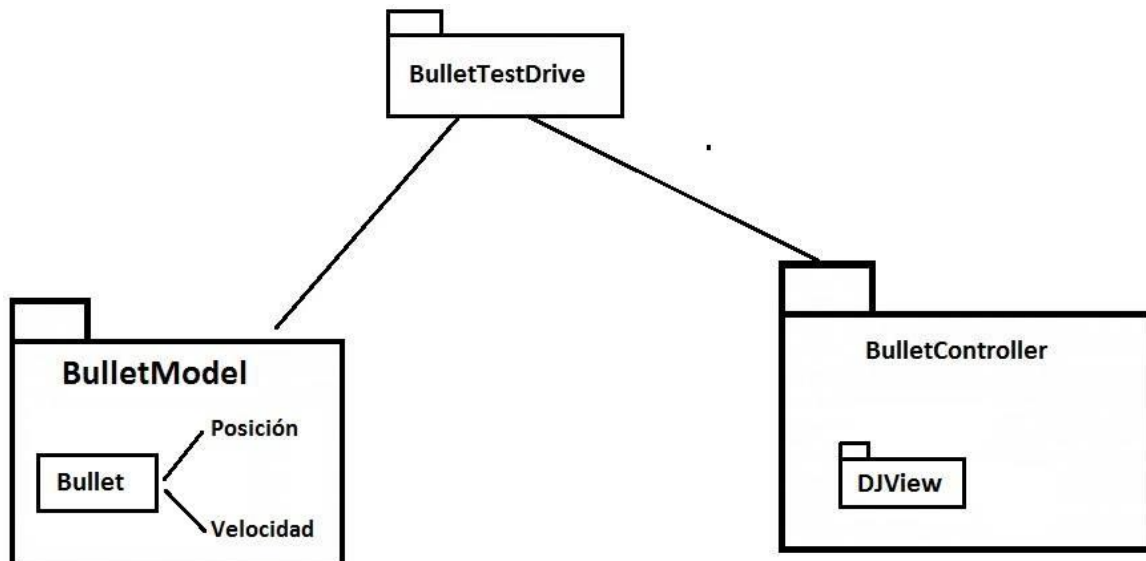 BulletTestDrive
BulletModel
Posición
Bullet
Velocidad
BulletController
DJView